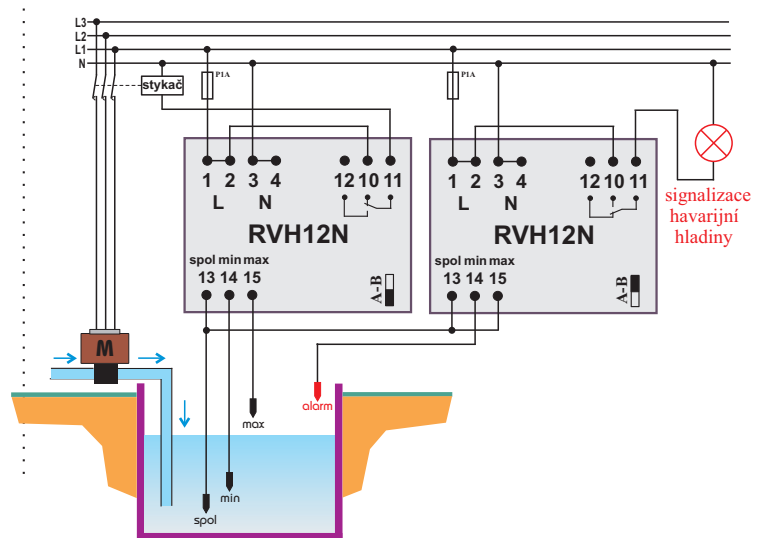 L3
L2
L1
N
stykač
P1A
P1A
1 2 3 4 12 10 11
L N
RVH12N
spol min max
13 14 15
A-B
1 2 3 4 12 10 11
L N
RVH12N
spol min max
13 14 15
A-B
signalizace
havarijní
hladiny
M
alarm
max
min
spol